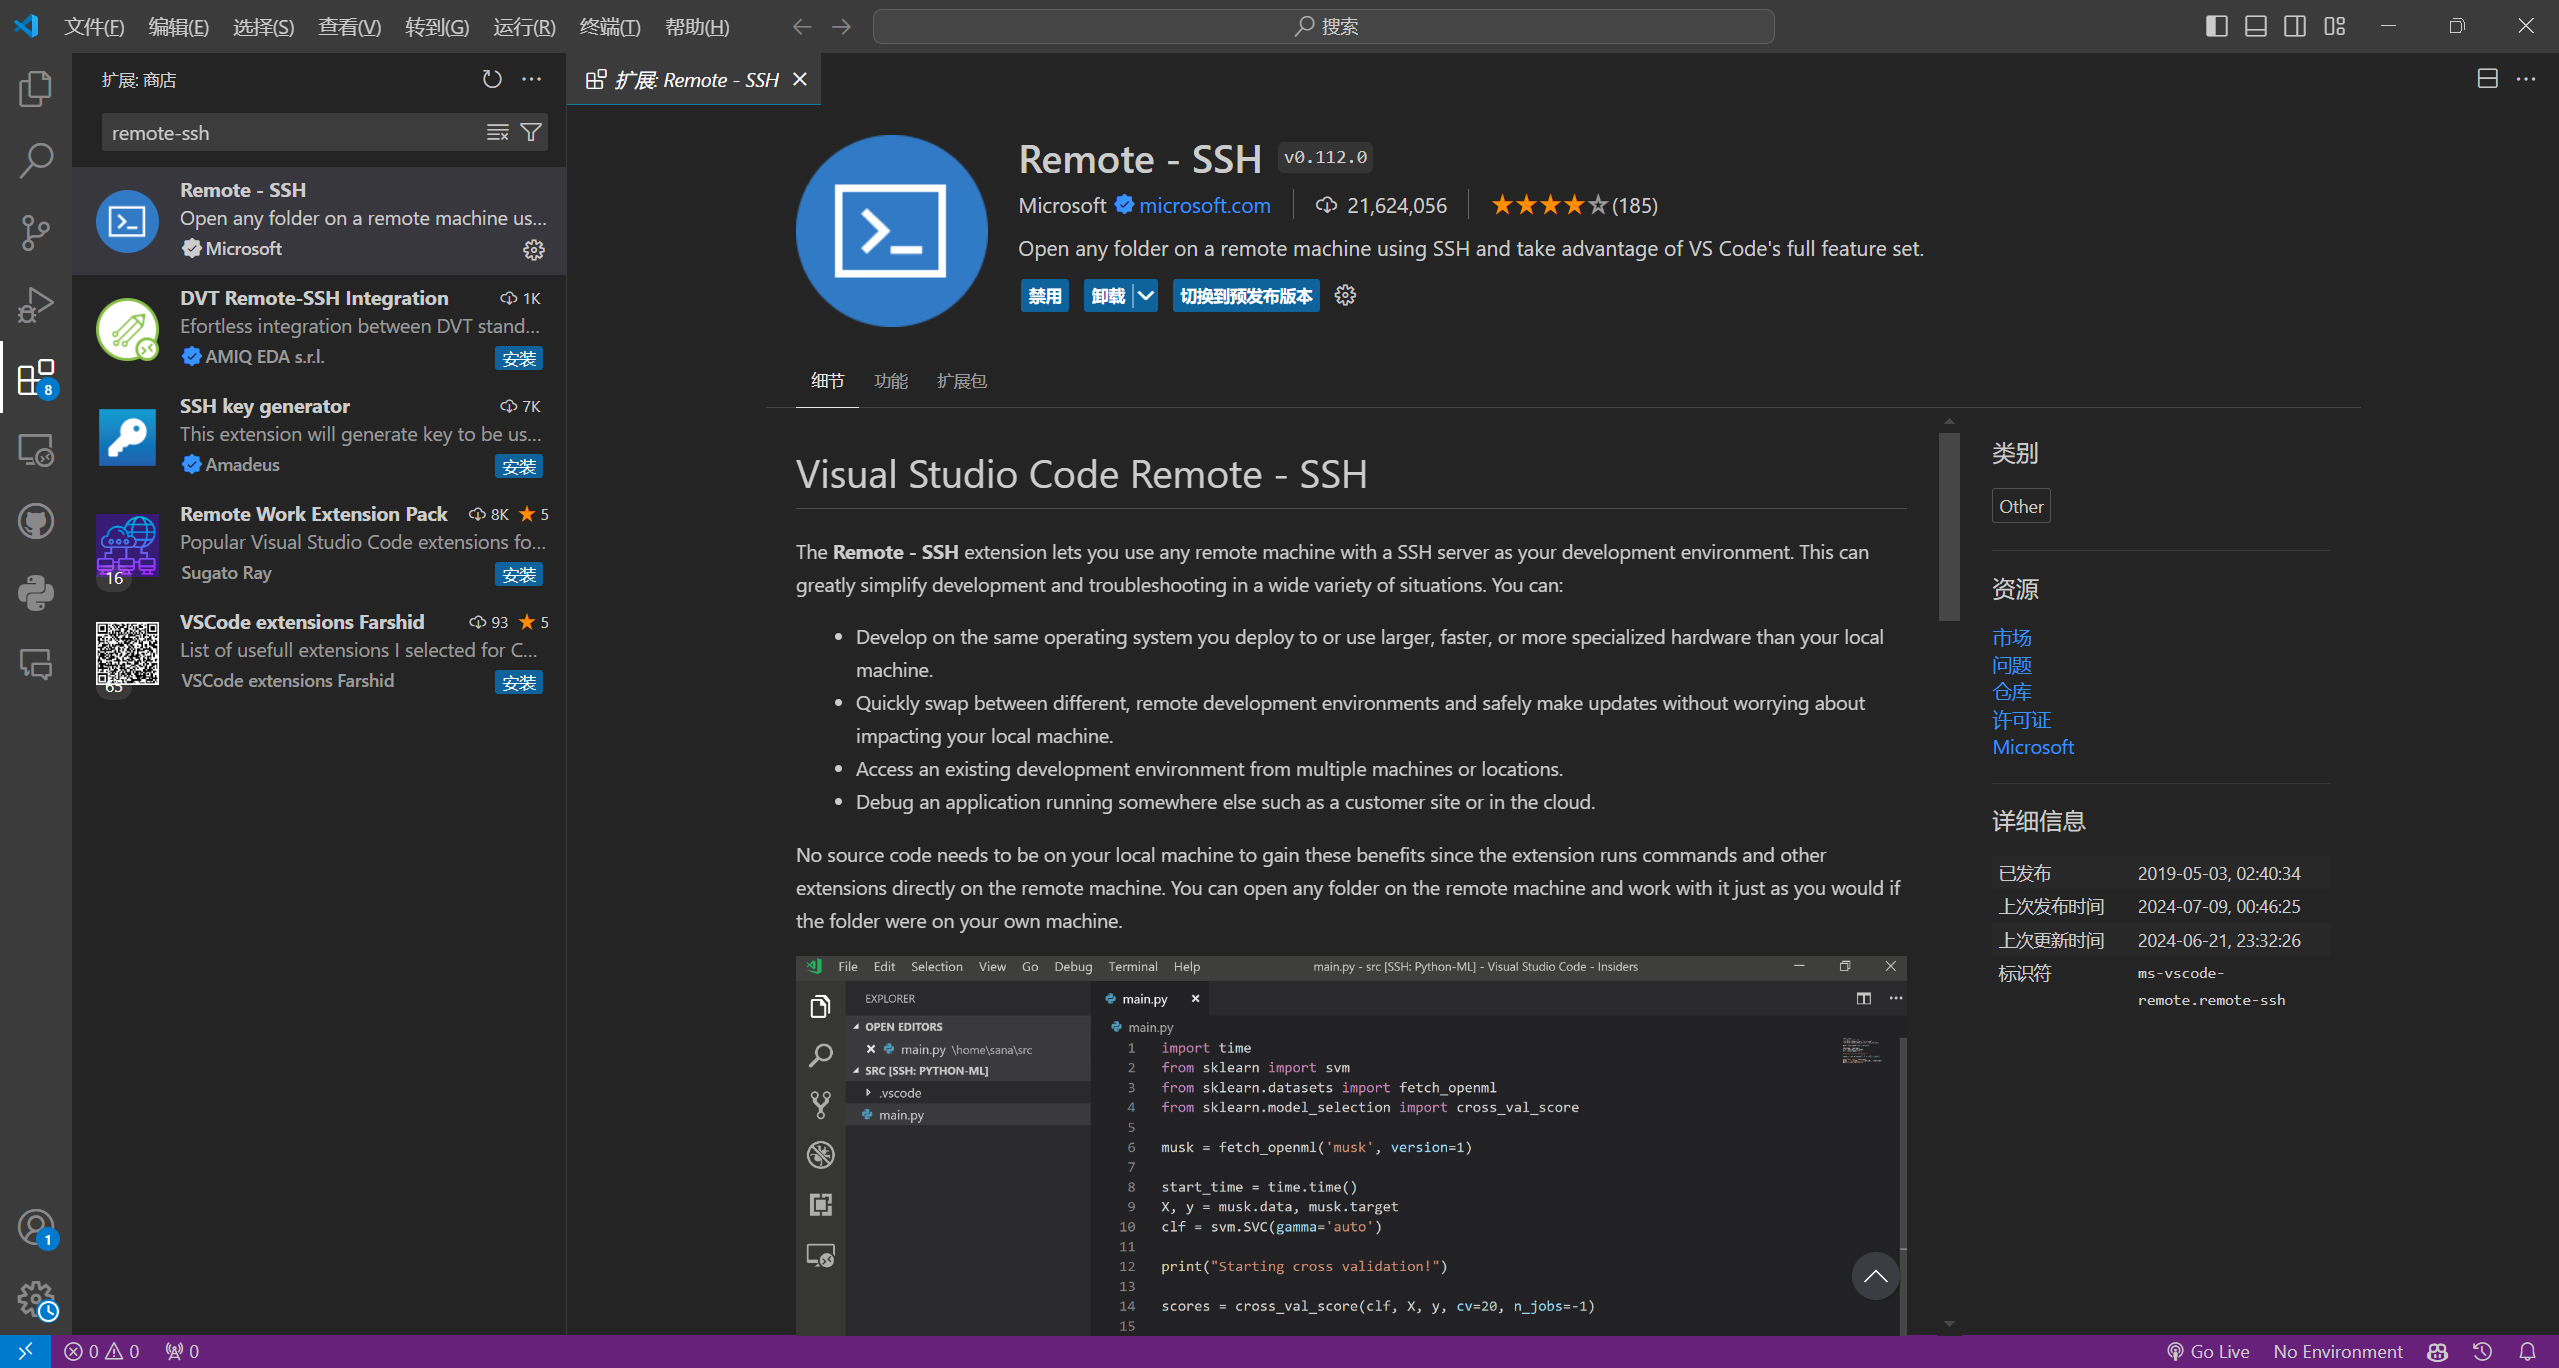 文件(F) 编辑(E) 选择(S) 查看(V) 转到(G) 运行(R) 终端(T) 帮助(H) 搜索
扩展: 商店
remote-ssh
Remote - SSH
Open any folder on a remote machine us...
Microsoft
DVT Remote-SSH Integration 1K
Efortless integration between DVT stand...
AMIQ EDA s.r.l. 安装
SSH key generator 7K
This extension will generate key to be us...
Amadeus 安装
Remote Work Extension Pack 8K 5
Popular Visual Studio Code extensions fo...
Sugato Ray 安装
16
VSCode extensions Farshid 93 5
List of usefull extensions I selected for C...
VSCode extensions Farshid 安装
65
8
1
扩展: Remote - SSH
Remote - SSH v0.112.0
Microsoft microsoft.com 21,624,056 (185)
Open any folder on a remote machine using SSH and take advantage of VS Code's full feature set.
禁用 卸载 切换到预发布版本
细节 功能 扩展包
Visual Studio Code Remote - SSH
The Remote - SSH extension lets you use any remote machine with a SSH server as your development environment. This can
greatly simplify development and troubleshooting in a wide variety of situations. You can:
• Develop on the same operating system you deploy to or use larger, faster, or more specialized hardware than your local
machine.
• Quickly swap between different, remote development environments and safely make updates without worrying about
impacting your local machine.
• Access an existing development environment from multiple machines or locations.
• Debug an application running somewhere else such as a customer site or in the cloud.
No source code needs to be on your local machine to gain these benefits since the extension runs commands and other
extensions directly on the remote machine. You can open any folder on the remote machine and work with it just as you would if
the folder were on your own machine.
File Edit Selection View Go Debug Terminal Help main.py - src [SSH: Python-ML] - Visual Studio Code - Insiders
EXPLORER
OPEN EDITORS
main.py \home\sana\src
SRC [SSH: PYTHON-ML]
.vscode
main.py
main.py
main.py
1 import time
2 from sklearn import svm
3 from sklearn.datasets import fetch_openml
4 from sklearn.model_selection import cross_val_score
5
6 musk = fetch_openml('musk', version=1)
7
8 start_time = time.time()
9 X, y = musk.data, musk.target
10 clf = svm.SVC(gamma='auto')
11
12 print("Starting cross validation!")
13
14 scores = cross_val_score(clf, X, y, cv=20, n_jobs=-1)
15
类别
Other
资源
市场
问题
仓库
许可证
Microsoft
详细信息
已发布 2019-05-03, 02:40:34
上次发布时间 2024-07-09, 00:46:25
上次更新时间 2024-06-21, 23:32:26
标识符 ms-vscode-
remote.remote-ssh
0 0 0 Go Live No Environment